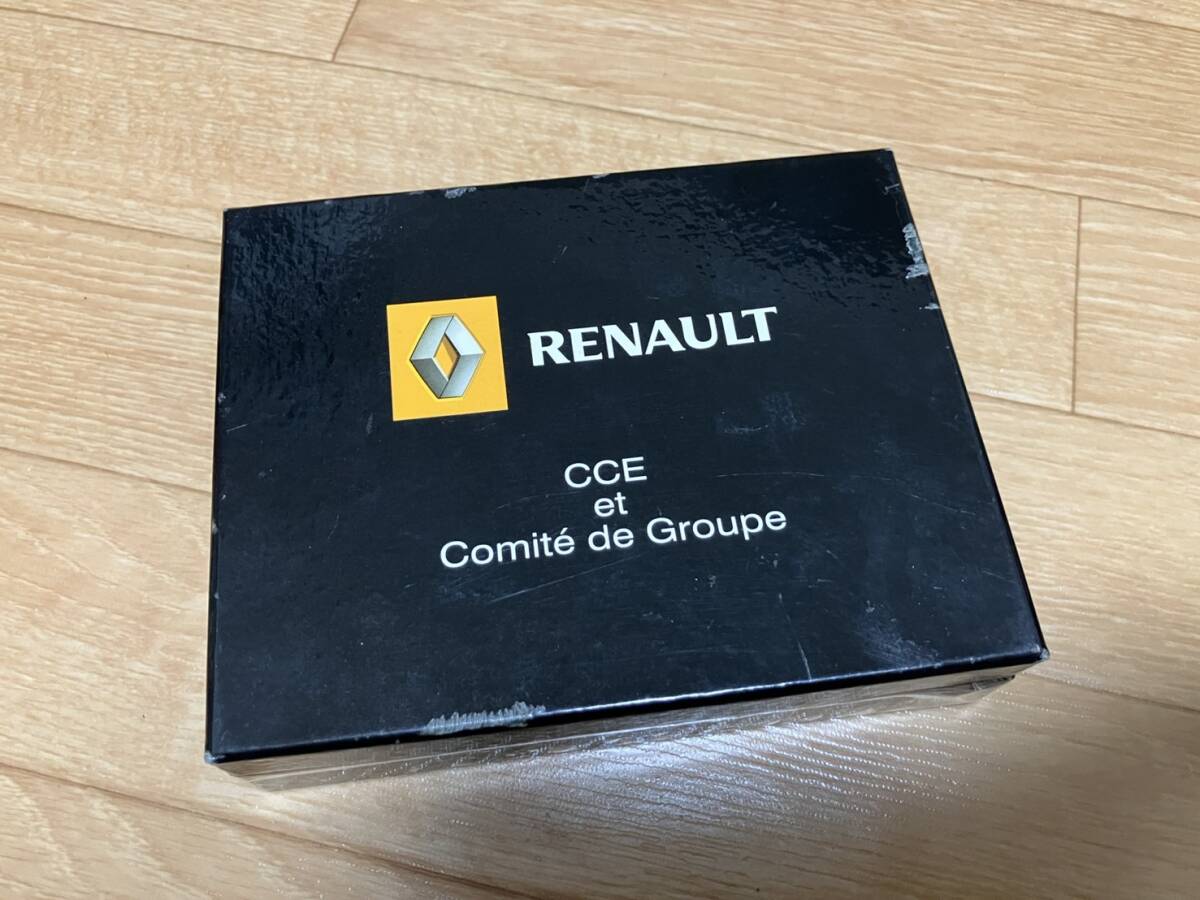 RENAULT
CCE
et
Comité de Groupe